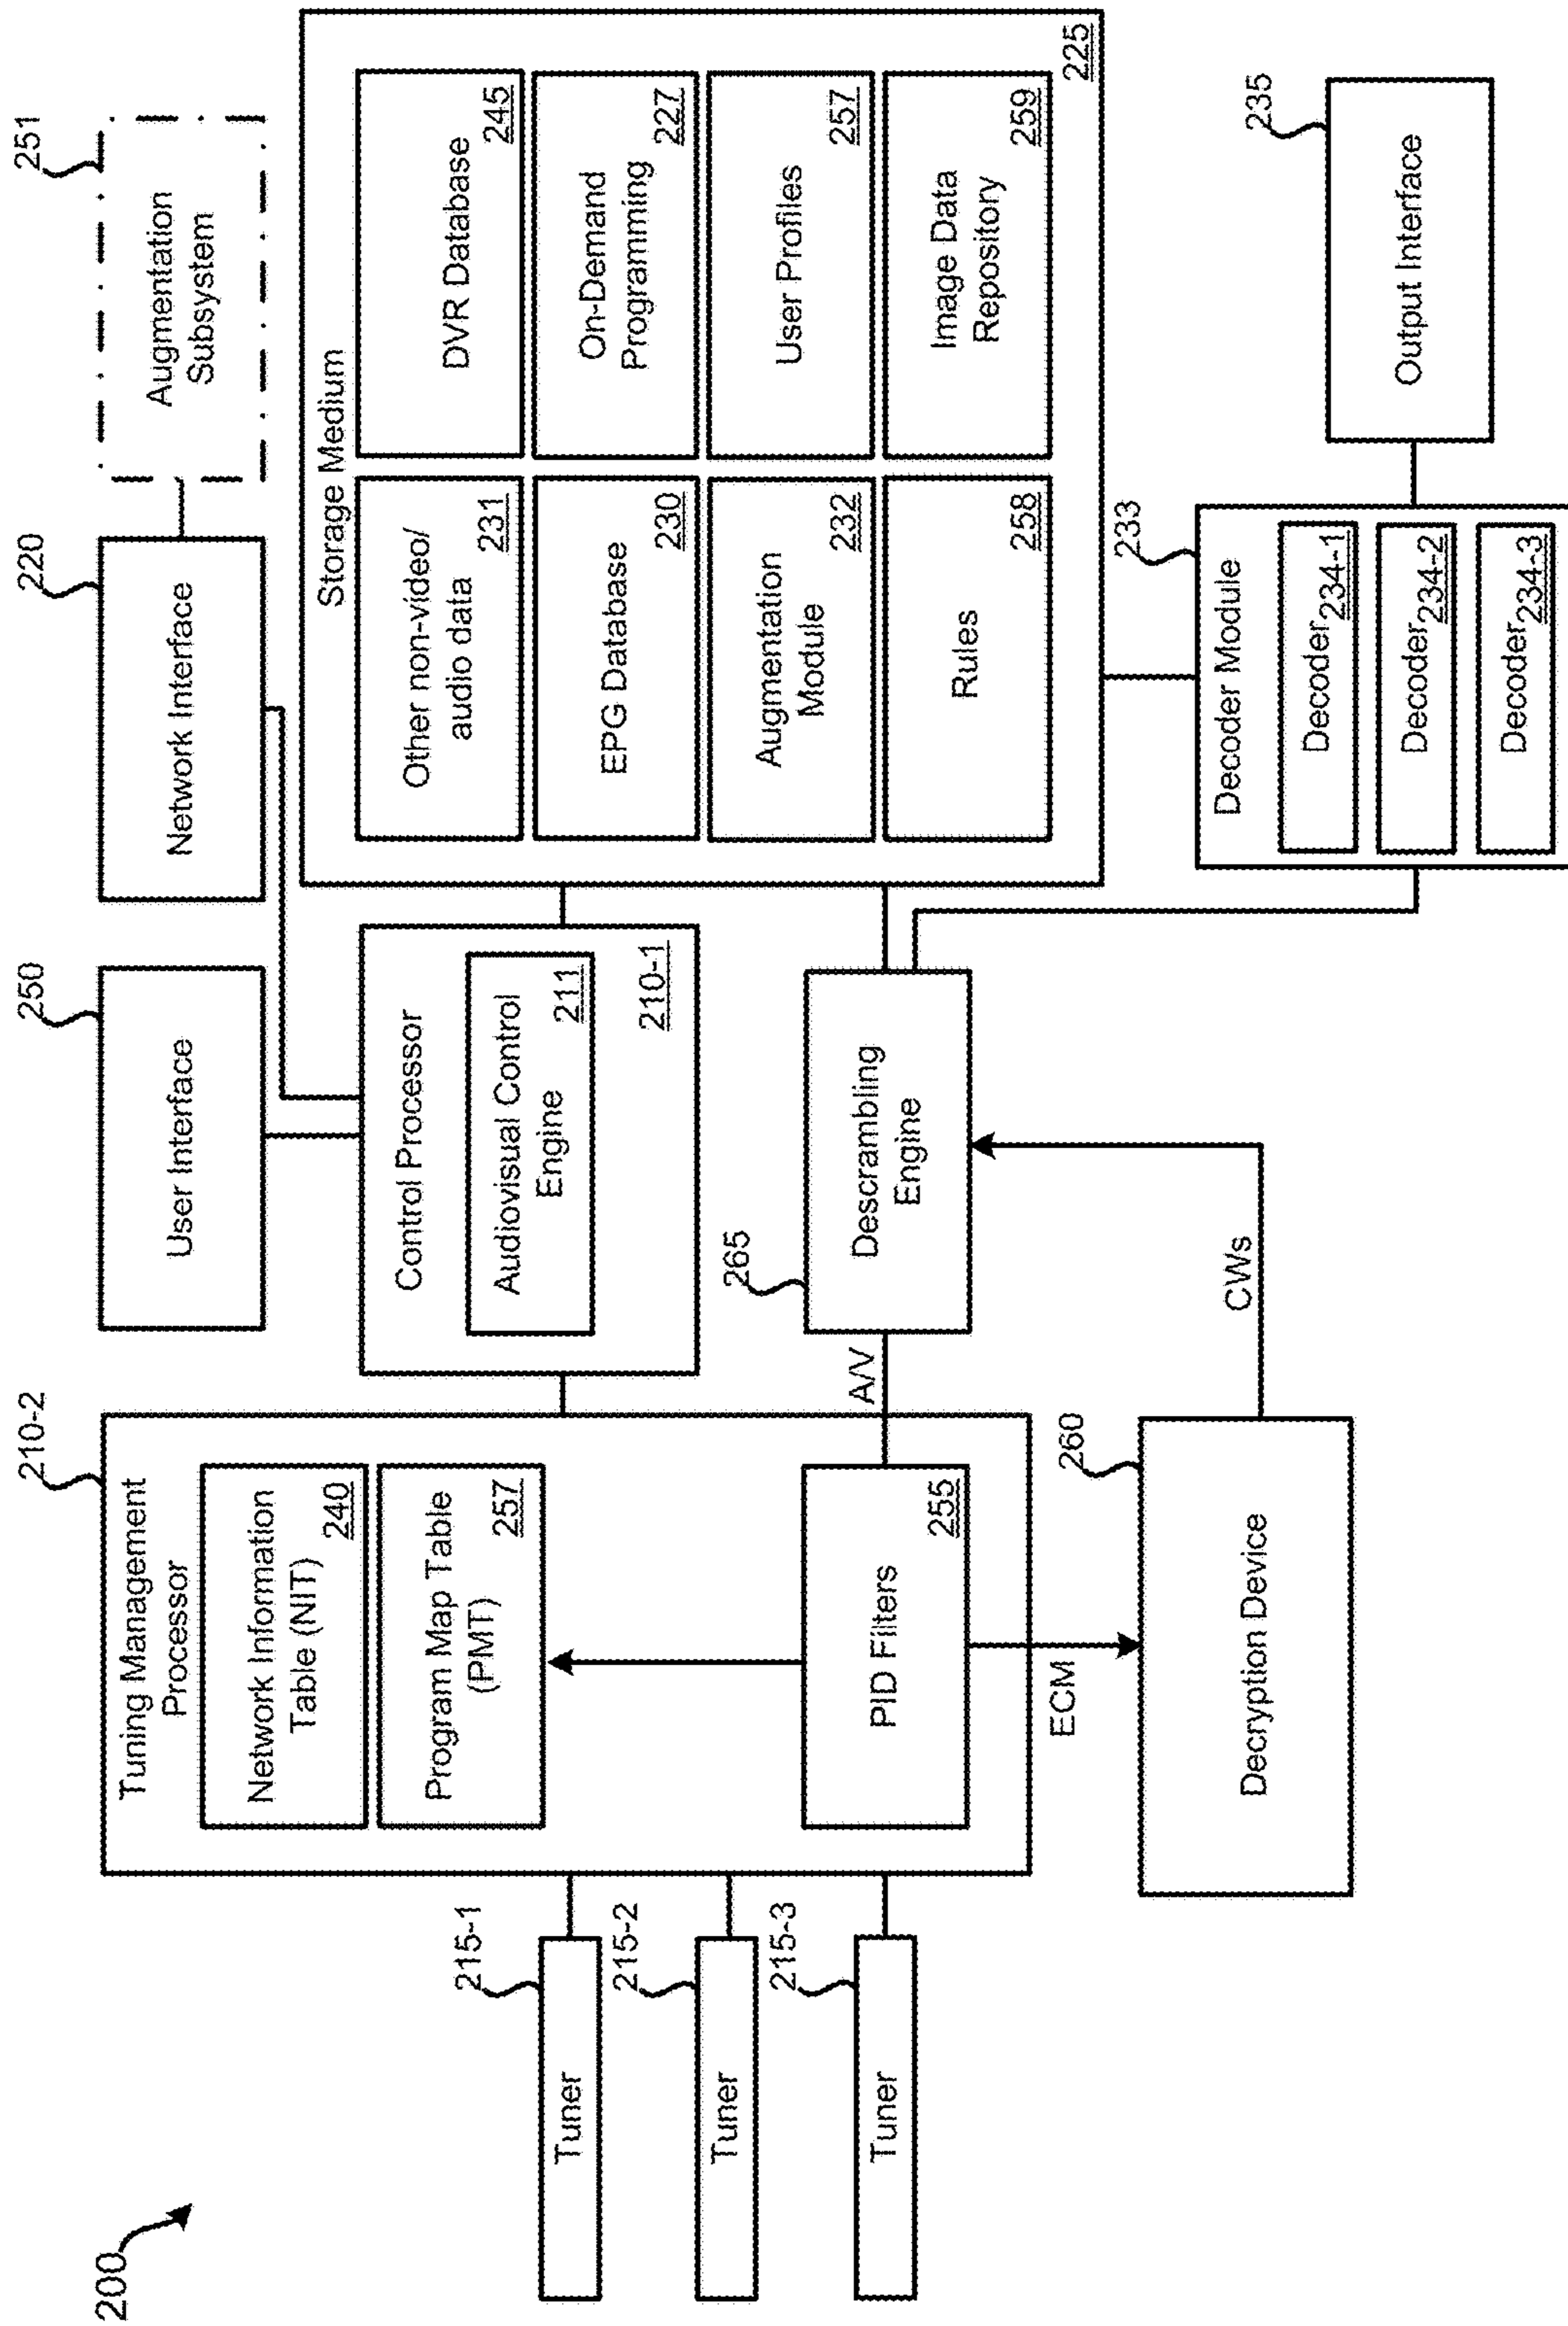 200
215-1
Tuner
215-2
Tuner
215-3
Tuner
210-2
Tuning Management
Processor
Network Information
Table (NIT)
240
Program Map Table
(PMT)
257
PID Filters
255
ECM
A/V
260
Decryption Device
CWs
250
User Interface
220
Network Interface
251
Augmentation
Subsystem
Control Processor
Audiovisual Control
Engine
211
210-1
265
Descrambling
Engine
Storage Medium
Other non-video/
audio data
231
DVR Database
245
EPG Database
230
On-Demand
Programming
227
Augmentation
Module
232
User Profiles
257
Rules
258
Image Data
Repository
259
225
233
Decoder Module
Decoder
234-1
Decoder
234-2
Decoder
234-3
235
Output Interface